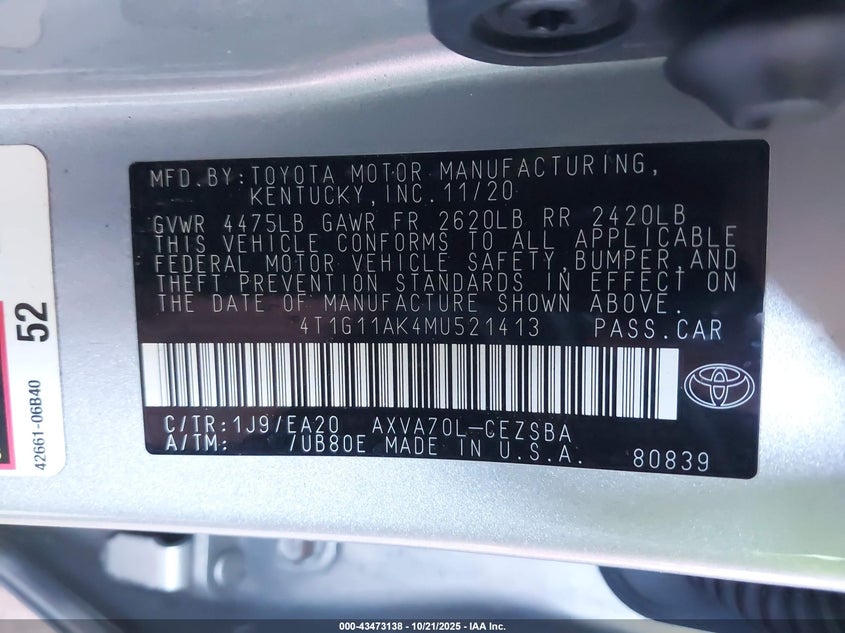 MFD.BY:TOYOTA MOTOR MANUFACTURING,
KENTUCKY,INC.11/20
GVWR 4475LB GAWR FR 2620LB RR 2420LB
THIS VEHICLE CONFORMS TO ALL APPLICABLE
FEDERAL MOTOR VEHICLE SAFETY,BUMPER,AND
THEFT PREVENTION STANDARDS IN EFFECT ON
THE DATE OF MANUFACTURE SHOWN ABOVE.
4T1G11AK4MU521413 PASS.CAR
C/TR:1J9/EA20 AXVA70L-CEZSBA
A/TM: /UB80E MADE IN U.S.A. 80839
52
42661-06B40
000-43473138 - 10/21/2025 - IAA Inc.